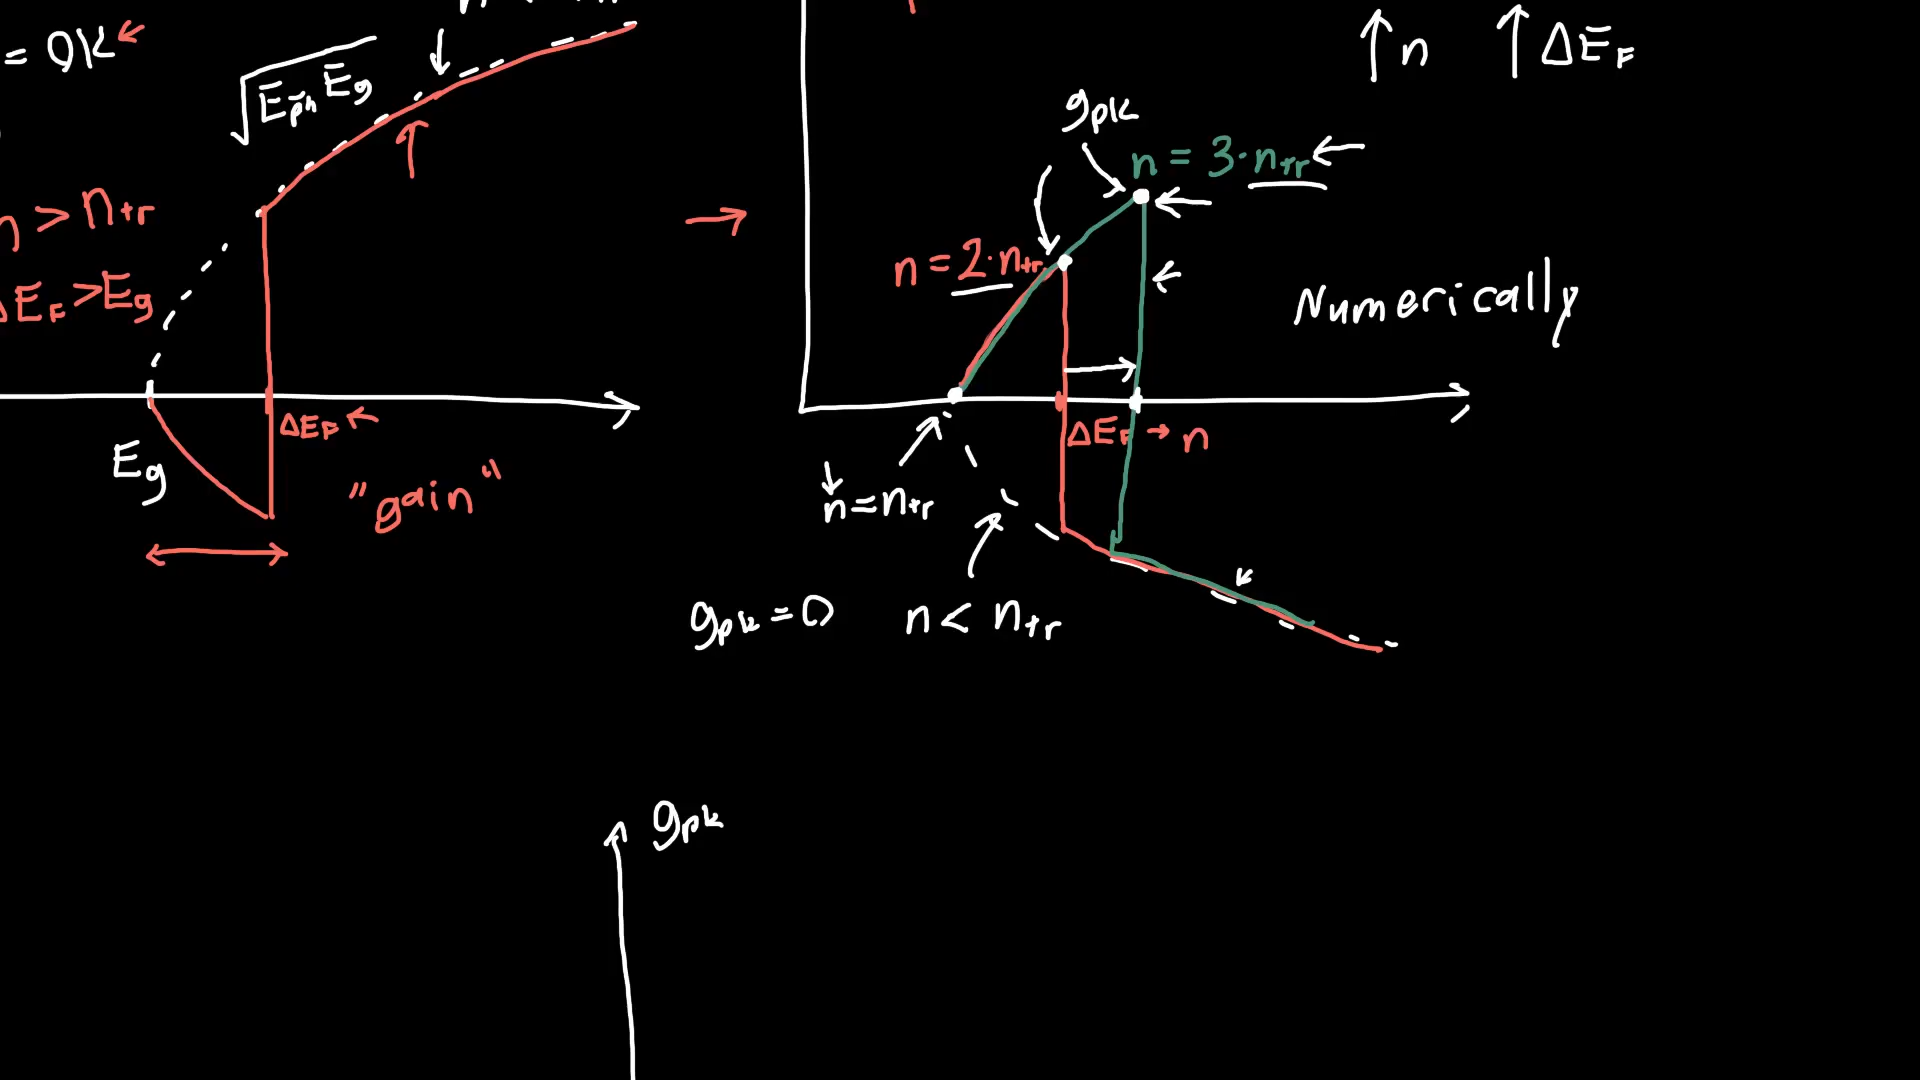 = 0K
√E_ph - E_g
n > n_tr
ΔE_F > E_g
ΔE_F
E_g
"gain"
↑n ↑ΔE_F
g_pk
n = 3·n_tr
n = 2·n_tr
Numerically
ΔE_F → n
n = n_tr
g_pk = 0 n < n_tr
g_pk